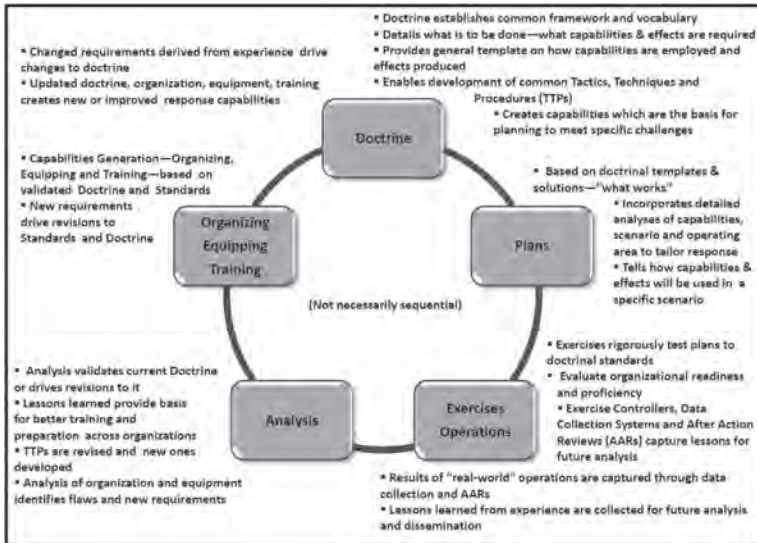 ▪ Doctrine establishes common framework and vocabulary
▪ Details what is to be done—what capabilities & effects are required
▪ Provides general template on how capabilities are employed and
effects produced
▪ Enables development of common Tactics, Techniques and
Procedures (TTPs)
▪ Creates capabilities which are the basis for
planning to meet specific challenges
▪ Changed requirements derived from experience drive
changes to doctrine
▪ Updated doctrine, organization, equipment, training
creates new or improved response capabilities
Doctrine
▪ Capabilities Generation—Organizing,
Equipping and Training—based on
validated Doctrine and Standards
▪ New requirements
drive revisions to
Standards and Doctrine
Organizing
Equipping
Training
Plans
▪ Based on doctrinal templates &
solutions—"what works"
▪ Incorporates detailed
analyses of capabilities,
scenario and operating
area to tailor response
▪ Tells how capabilities &
effects will be used in a
specific scenario
(Not necessarily sequential)
▪ Analysis validates current Doctrine
or drives revisions to it
▪ Lessons learned provide basis
for better training and
preparation across organizations
▪ TTPs are revised and new ones
developed
▪ Analysis of organization and equipment
identifies flaws and new requirements
Analysis
Exercises
Operations
▪ Exercises rigorously test plans to
doctrinal standards
▪ Evaluate organizational readiness
and proficiency
▪ Exercise Controllers, Data
Collection Systems and After Action
Reviews (AARs) capture lessons for
future analysis
▪ Results of "real-world" operations are captured through data
collection and AARs
▪ Lessons learned from experience are collected for future analysis
and dissemination